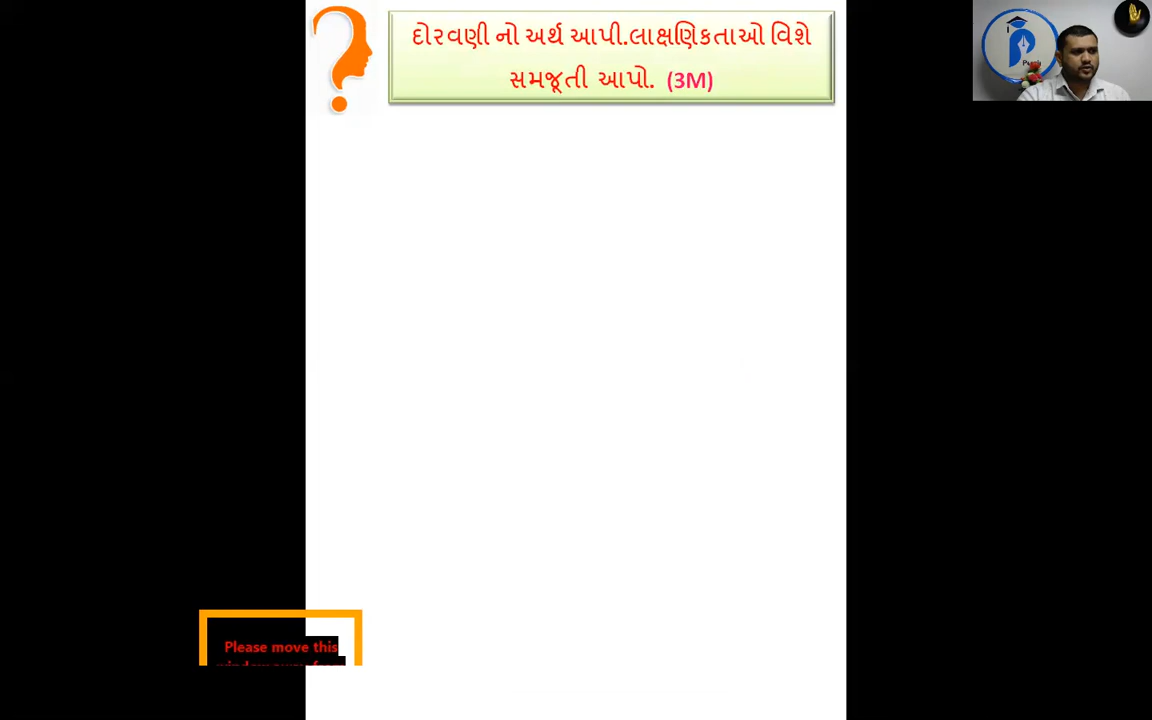 દોરવણી નો અર્થ આપી.લાક્ષણિકતાઓ વિશે
સમજૂતી આપો. (3M)
Please move this